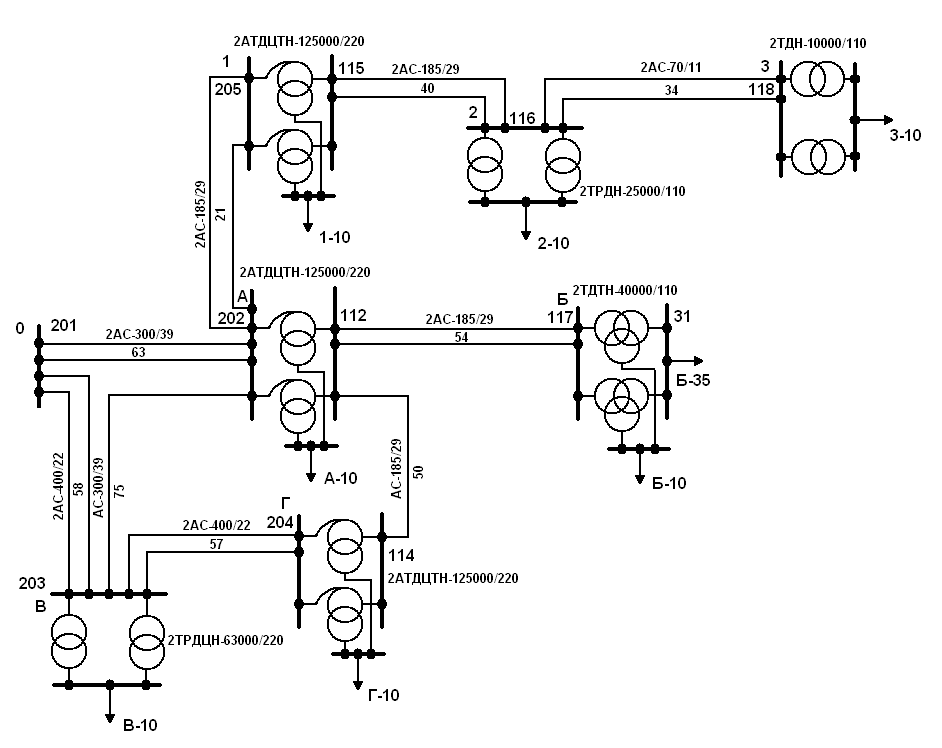 2АТДЦТН-125000/220
2ТДН-10000/110
1
115
2АС-185/29
2АС-70/11
3
205
40
34
118
2
116
3-10
2АС-185/29
21
2ТРДН-25000/110
1-10
2-10
2АТДЦТН-125000/220
А
Б
2ТДТН-40000/110
0
201
202
112
2АС-185/29
117
31
2АС-300/39
63
54
Б-35
2АС-400/22
58
АС-300/39
75
А-10
АС-185/29
50
Б-10
Г
2АС-400/22
204
57
114
203
2АТДЦТН-125000/220
В
2ТРДЦН-63000/220
Г-10
В-10